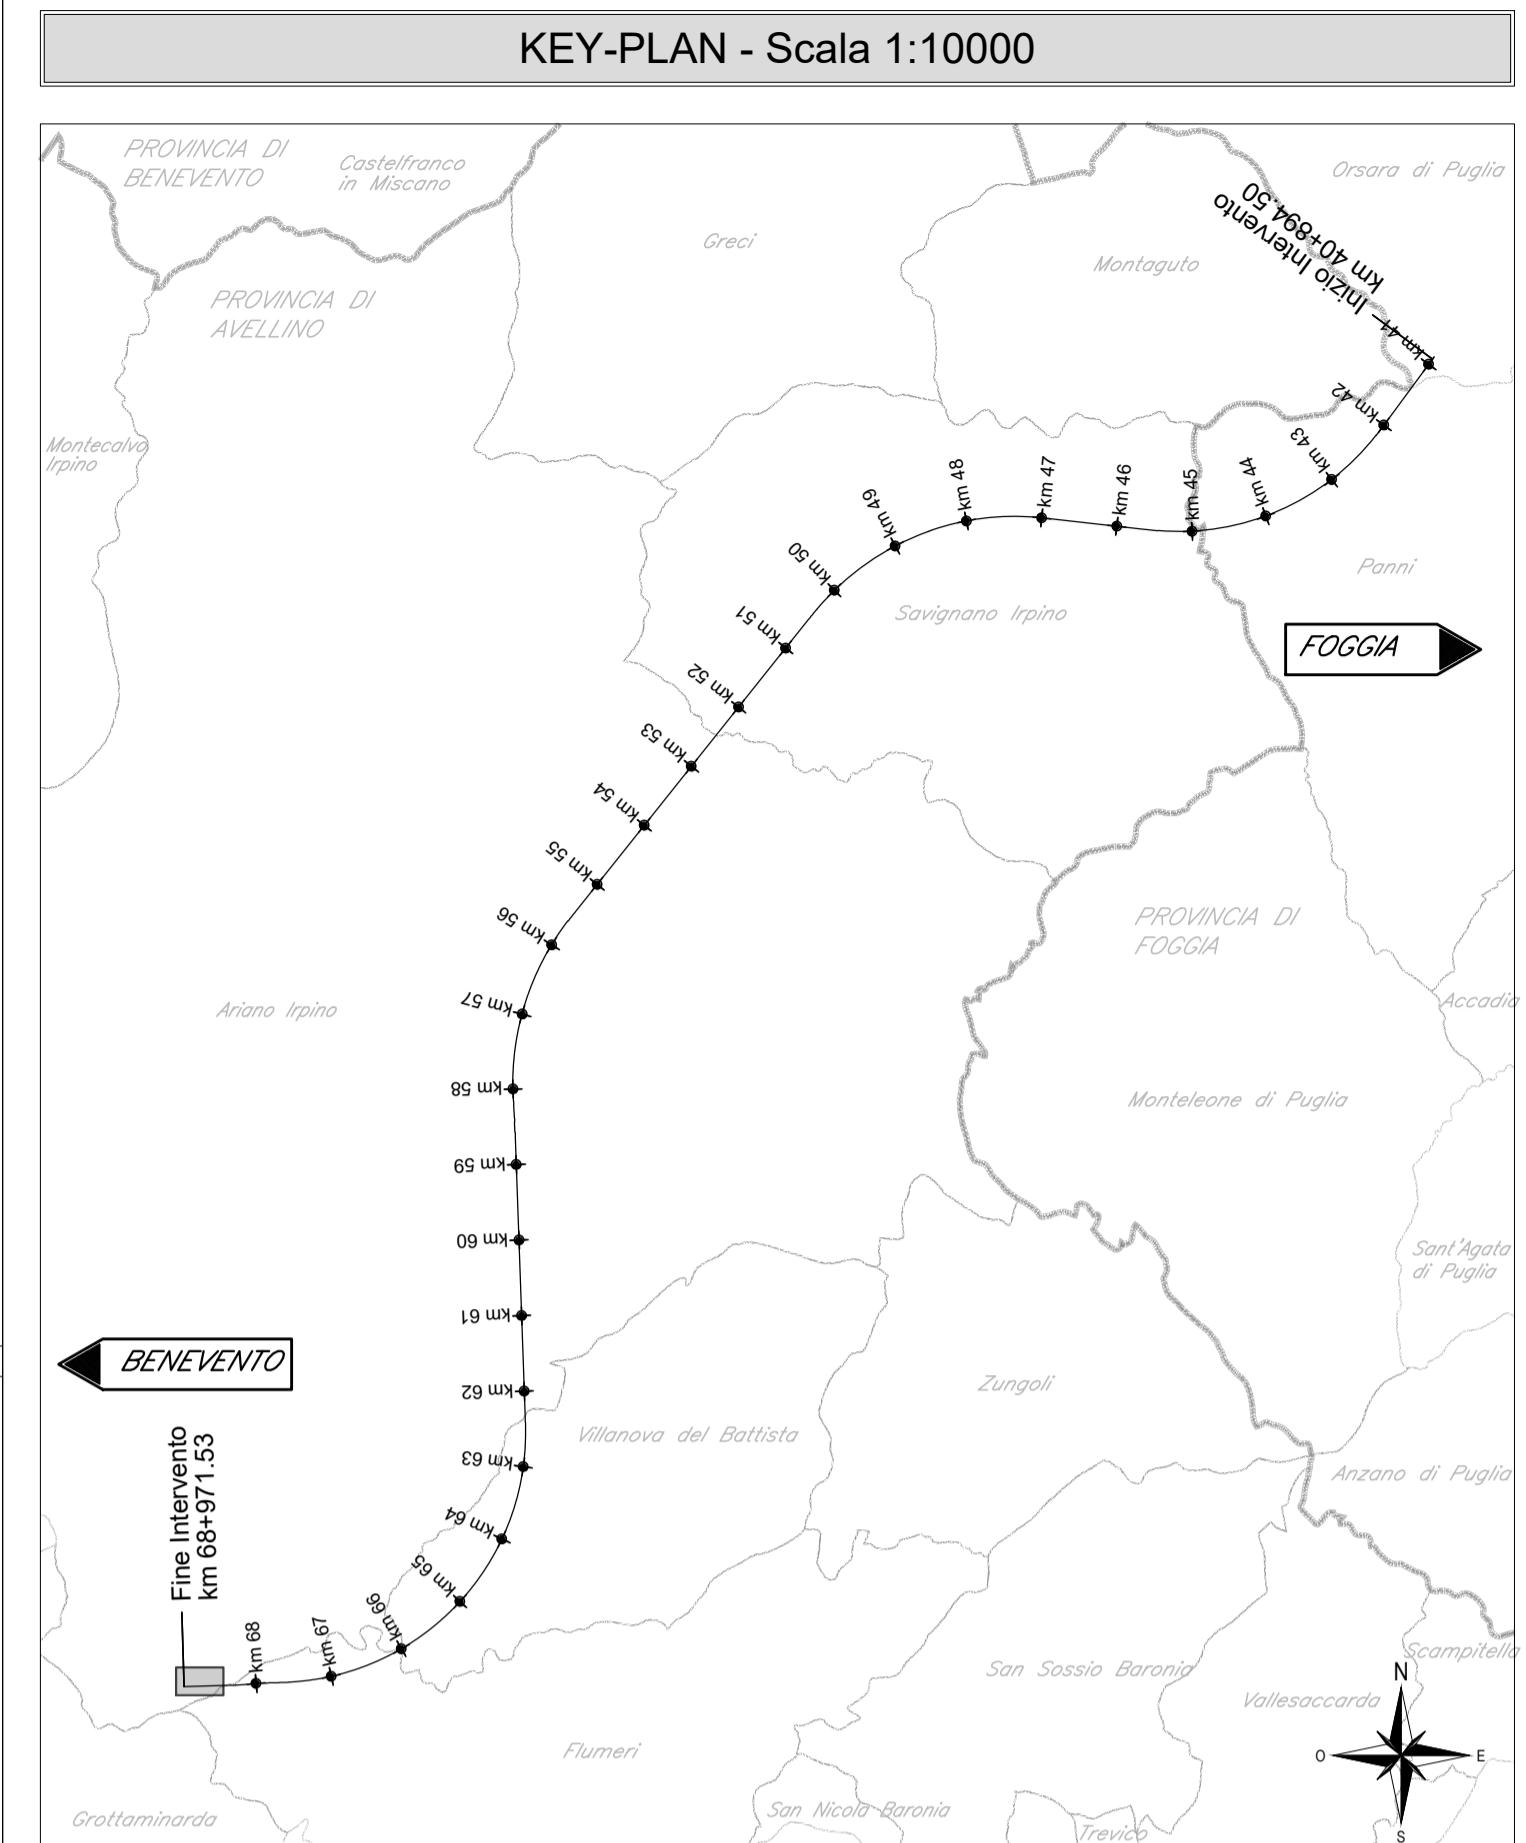 KEY-PLAN - Scala 1:10000
PROVINCIA DI
BENEVENTO
Castelfranco
in Miscano
Orsara di Puglia
Greci
Montaguto
Inizio Intervento
km 40+894.50
PROVINCIA DI
AVELLINO
km 41
km 42
km 43
km 44
km 45
km 46
km 47
km 48
km 49
km 50
Montecalvo
Irpino
Panni
Savignano Irpino
FOGGIA
km 51
km 52
km 53
km 54
km 55
km 56
PROVINCIA DI
FOGGIA
Ariano Irpino
km 57
Accadia
km 58
Monteleone di Puglia
km 59
km 60
Sant'Agata
di Puglia
km 61
BENEVENTO
km 62
Zungoli
Villanova del Battista
km 63
Anzano di Puglia
Fine Intervento
km 68+971.53
km 64
km 65
km 66
km 67
km 68
Scampitella
San Sossio Baronia
Vallesaccarda
N
O
E
S
Flumeri
San Nicola Baronia
Grottaminarda
Trevico